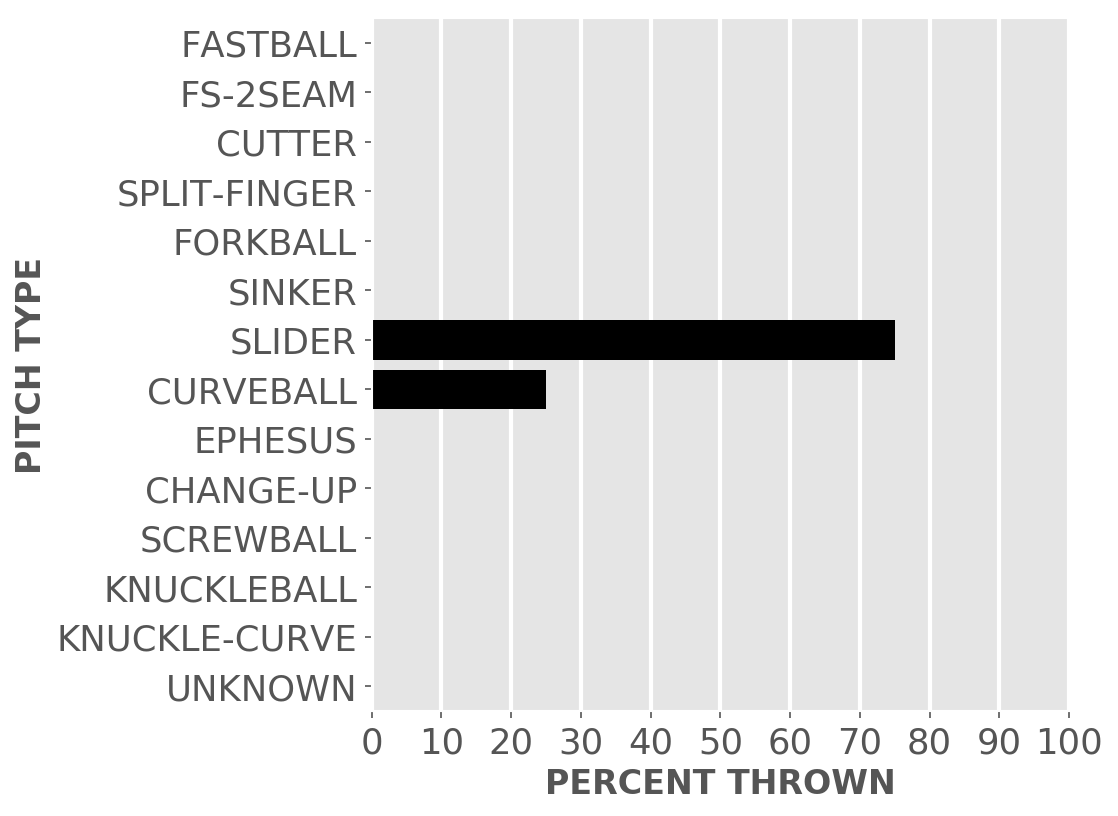 FASTBALL
FS-2SEAM
CUTTER
SPLIT-FINGER
FORKBALL
SINKER
SLIDER
CURVEBALL
EPHESUS
CHANGE-UP
SCREWBALL
KNUCKLEBALL
KNUCKLE-CURVE
UNKNOWN
PITCH TYPE
0 10 20 30 40 50 60 70 80 90 100
PERCENT THROWN